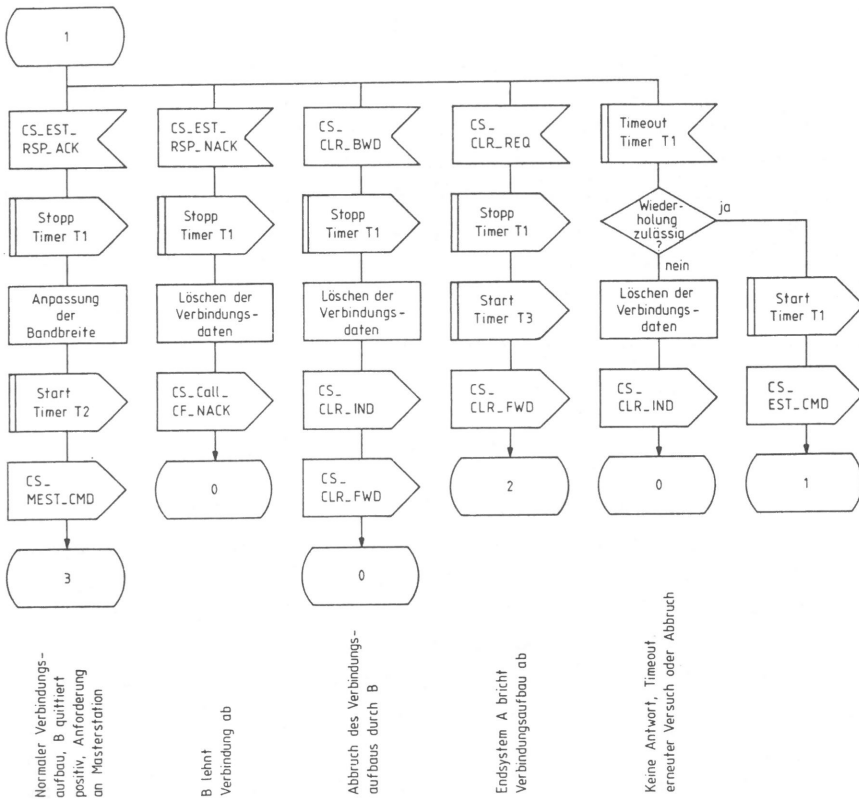 1
CS_EST_
RSP_ACK
CS_EST_
RSP_NACK
CS_
CLR_BWD
CS_
CLR_REQ
Timeout
Timer T1
Stopp
Timer T1
Stopp
Timer T1
Stopp
Timer T1
Stopp
Timer T1
Wieder-
holung
zulässig
?
ja
nein
Anpassung
der
Bandbreite
Löschen der
Verbindungs-
daten
Löschen der
Verbindungs-
daten
Start
Timer T3
Löschen der
Verbindungs-
daten
Start
Timer T1
Start
Timer T2
CS_Call_
CF_NACK
CS_
CLR_IND
CS_
CLR_FWD
CS_
CLR_IND
CS_
EST_CMD
CS_
MEST_CMD
0
CS_
CLR_FWD
2
0
1
3
0
Normaler Verbindungs-
aufbau, B quittiert
positiv, Anforderung
an Masterstation
B lehnt
Verbindung ab
Abbruch des Verbindungs-
aufbaus durch B
Endsystem A bricht
Verbindungsaufbau ab
Keine Antwort, Timeout
erneuter Versuch oder Abbruch